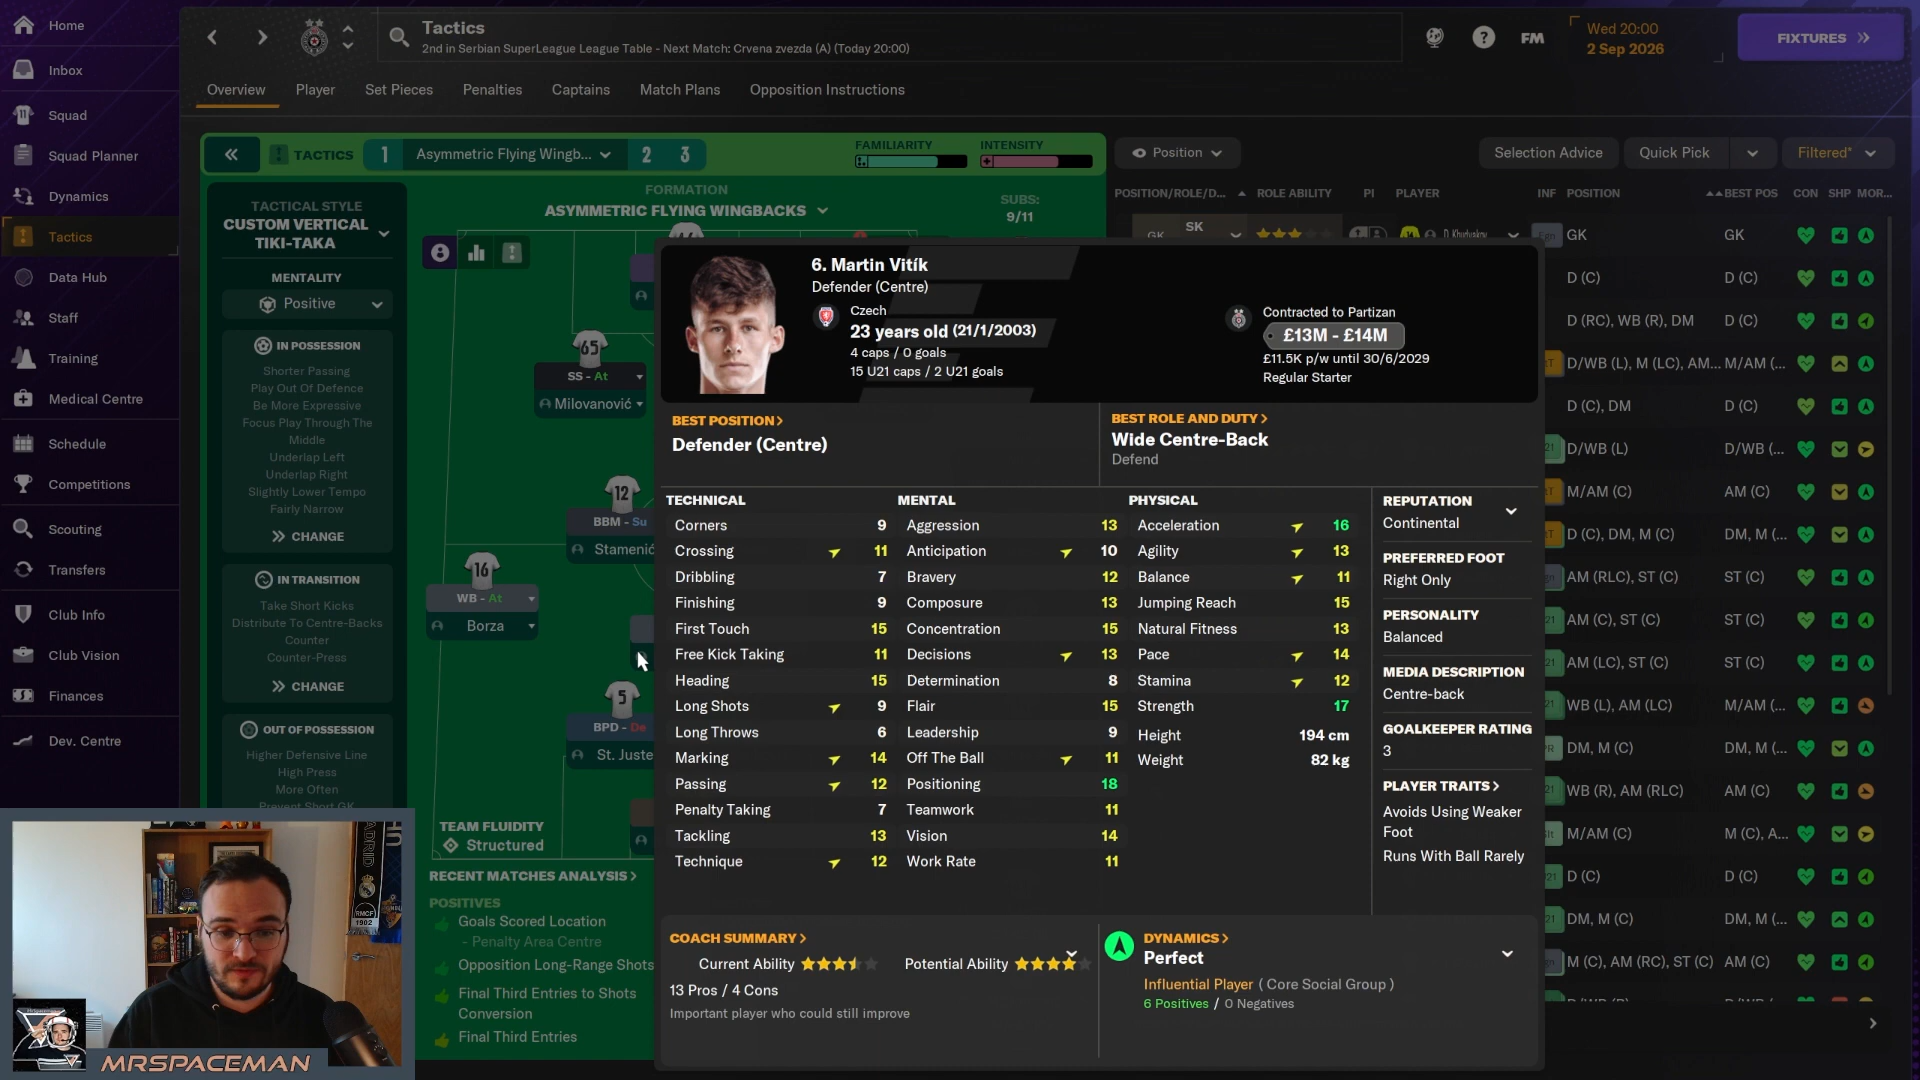 Home
Inbox
Squad
Squad Planner
Dynamics
Tactics
Data Hub
Staff
Training
Medical Centre
Schedule
Competitions
Scouting
Transfers
Club Info
Club Vision
Finances
Dev. Centre
Tactics
2nd in Serbian SuperLeague League Table - Next Match: Crvena zvezda (A) (Today 20:00)
FM
Wed 20:00
2 Sep 2026
FIXTURES
Overview Player Set Pieces Penalties Captains Match Plans Opposition Instructions
TACTICS 1 Asymmetric Flying Wingb... 2 3
FAMILIARITY
INTENSITY
Position
Selection Advice
Quick Pick
Filtered*
TACTICAL STYLE
CUSTOM VERTICAL
TIKI-TAKA
MENTALITY
Positive
IN POSSESSION
Shorter Passing
Play Out Of Defence
Be More Expressive
Focus Play Through The
Middle
Underlap Left
Underlap Right
Slightly Lower Tempo
Fairly Narrow
CHANGE
IN TRANSITION
Take Short Kicks
Distribute To Centre-Backs
Counter
Counter-Press
CHANGE
OUT OF POSSESSION
Higher Defensive Line
High Press
More Often
Prevent Short GK
FORMATION
ASYMMETRIC FLYING WINGBACKS
SUBS:
9/11
65
SS - At
Milovanović
12
BBM - Su
Stamenić
16
WB - At
Borza
5
BPD - De
St. Juste
TEAM FLUIDITY
Structured
RECENT MATCHES ANALYSIS >
POSITIVES
Goals Scored Location
- Penalty Area Centre
Opposition Long-Range Shots
Final Third Entries to Shots
Conversion
Final Third Entries
POSITION/ROLE/D... ROLE ABILITY PI PLAYER INF POSITION BEST POS CON SHP MOR...
GK SK
GK GK
D (C) D (C)
D (RC), WB (R), DM D (C)
D/WB (L), M (LC), AM... M/AM (...
D (C), DM D (C)
D/WB (L) D/WB (...
M/AM (C) AM (C)
D (C), DM, M (C) DM, M (...
AM (RLC), ST (C) ST (C)
AM (C), ST (C) ST (C)
AM (LC), ST (C) ST (C)
WB (L), AM (LC) M/AM (...
DM, M (C) DM, M (...
WB (R), AM (RLC) AM (C)
M/AM (C) M (C), A...
D (C) D (C)
DM, M (C) DM, M (...
M (C), AM (RC), ST (C) AM (C)
6. Martin Vitík
Defender (Centre)
Czech
23 years old (21/1/2003)
4 caps / 0 goals
15 U21 caps / 2 U21 goals
Contracted to Partizan
£13M - £14M
£11.5K p/w until 30/6/2029
Regular Starter
BEST POSITION >
Defender (Centre)
BEST ROLE AND DUTY >
Wide Centre-Back
Defend
TECHNICAL
Corners 9
Crossing 11
Dribbling 7
Finishing 9
First Touch 15
Free Kick Taking 11
Heading 15
Long Shots 9
Long Throws 6
Marking 14
Passing 12
Penalty Taking 7
Tackling 13
Technique 12
MENTAL
Aggression 13
Anticipation 10
Bravery 12
Composure 13
Concentration 15
Decisions 13
Determination 8
Flair 15
Leadership 9
Off The Ball 11
Positioning 18
Teamwork 11
Vision 14
Work Rate 11
PHYSICAL
Acceleration 16
Agility 13
Balance 11
Jumping Reach 15
Natural Fitness 13
Pace 14
Stamina 12
Strength 17
Height 194 cm
Weight 82 kg
REPUTATION
Continental
PREFERRED FOOT
Right Only
PERSONALITY
Balanced
MEDIA DESCRIPTION
Centre-back
GOALKEEPER RATING
3
PLAYER TRAITS >
Avoids Using Weaker
Foot
Runs With Ball Rarely
COACH SUMMARY >
Current Ability
Potential Ability
13 Pros / 4 Cons
Important player who could still improve
DYNAMICS >
Perfect
Influential Player ( Core Social Group )
6 Positives / 0 Negatives
MADRID
RMCF
1902
MRSPACEMAN